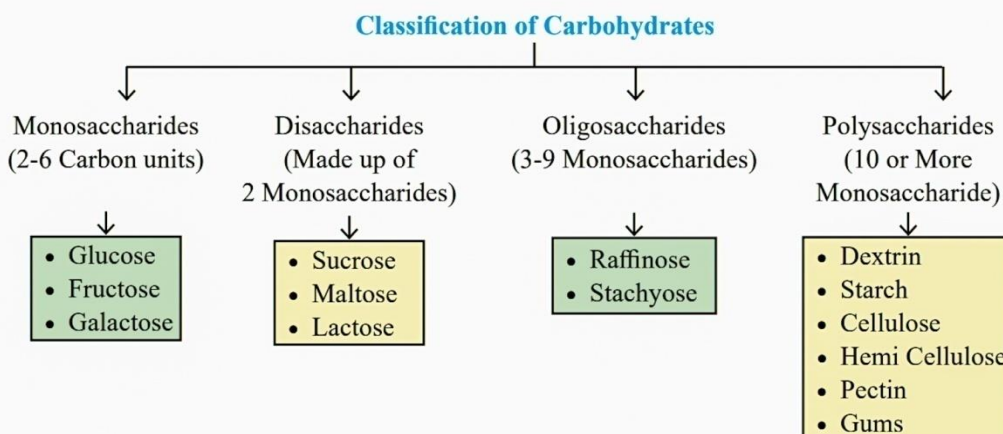 Classification of Carbohydrates
Monosaccharides
(2-6 Carbon units)
• Glucose
• Fructose
• Galactose
Disaccharides
(Made up of
2 Monosaccharides)
• Sucrose
• Maltose
• Lactose
Oligosaccharides
(3-9 Monosaccharides)
• Raffinose
• Stachyose
Polysaccharides
(10 or More
Monosaccharide)
• Dextrin
• Starch
• Cellulose
• Hemi Cellulose
• Pectin
• Gums